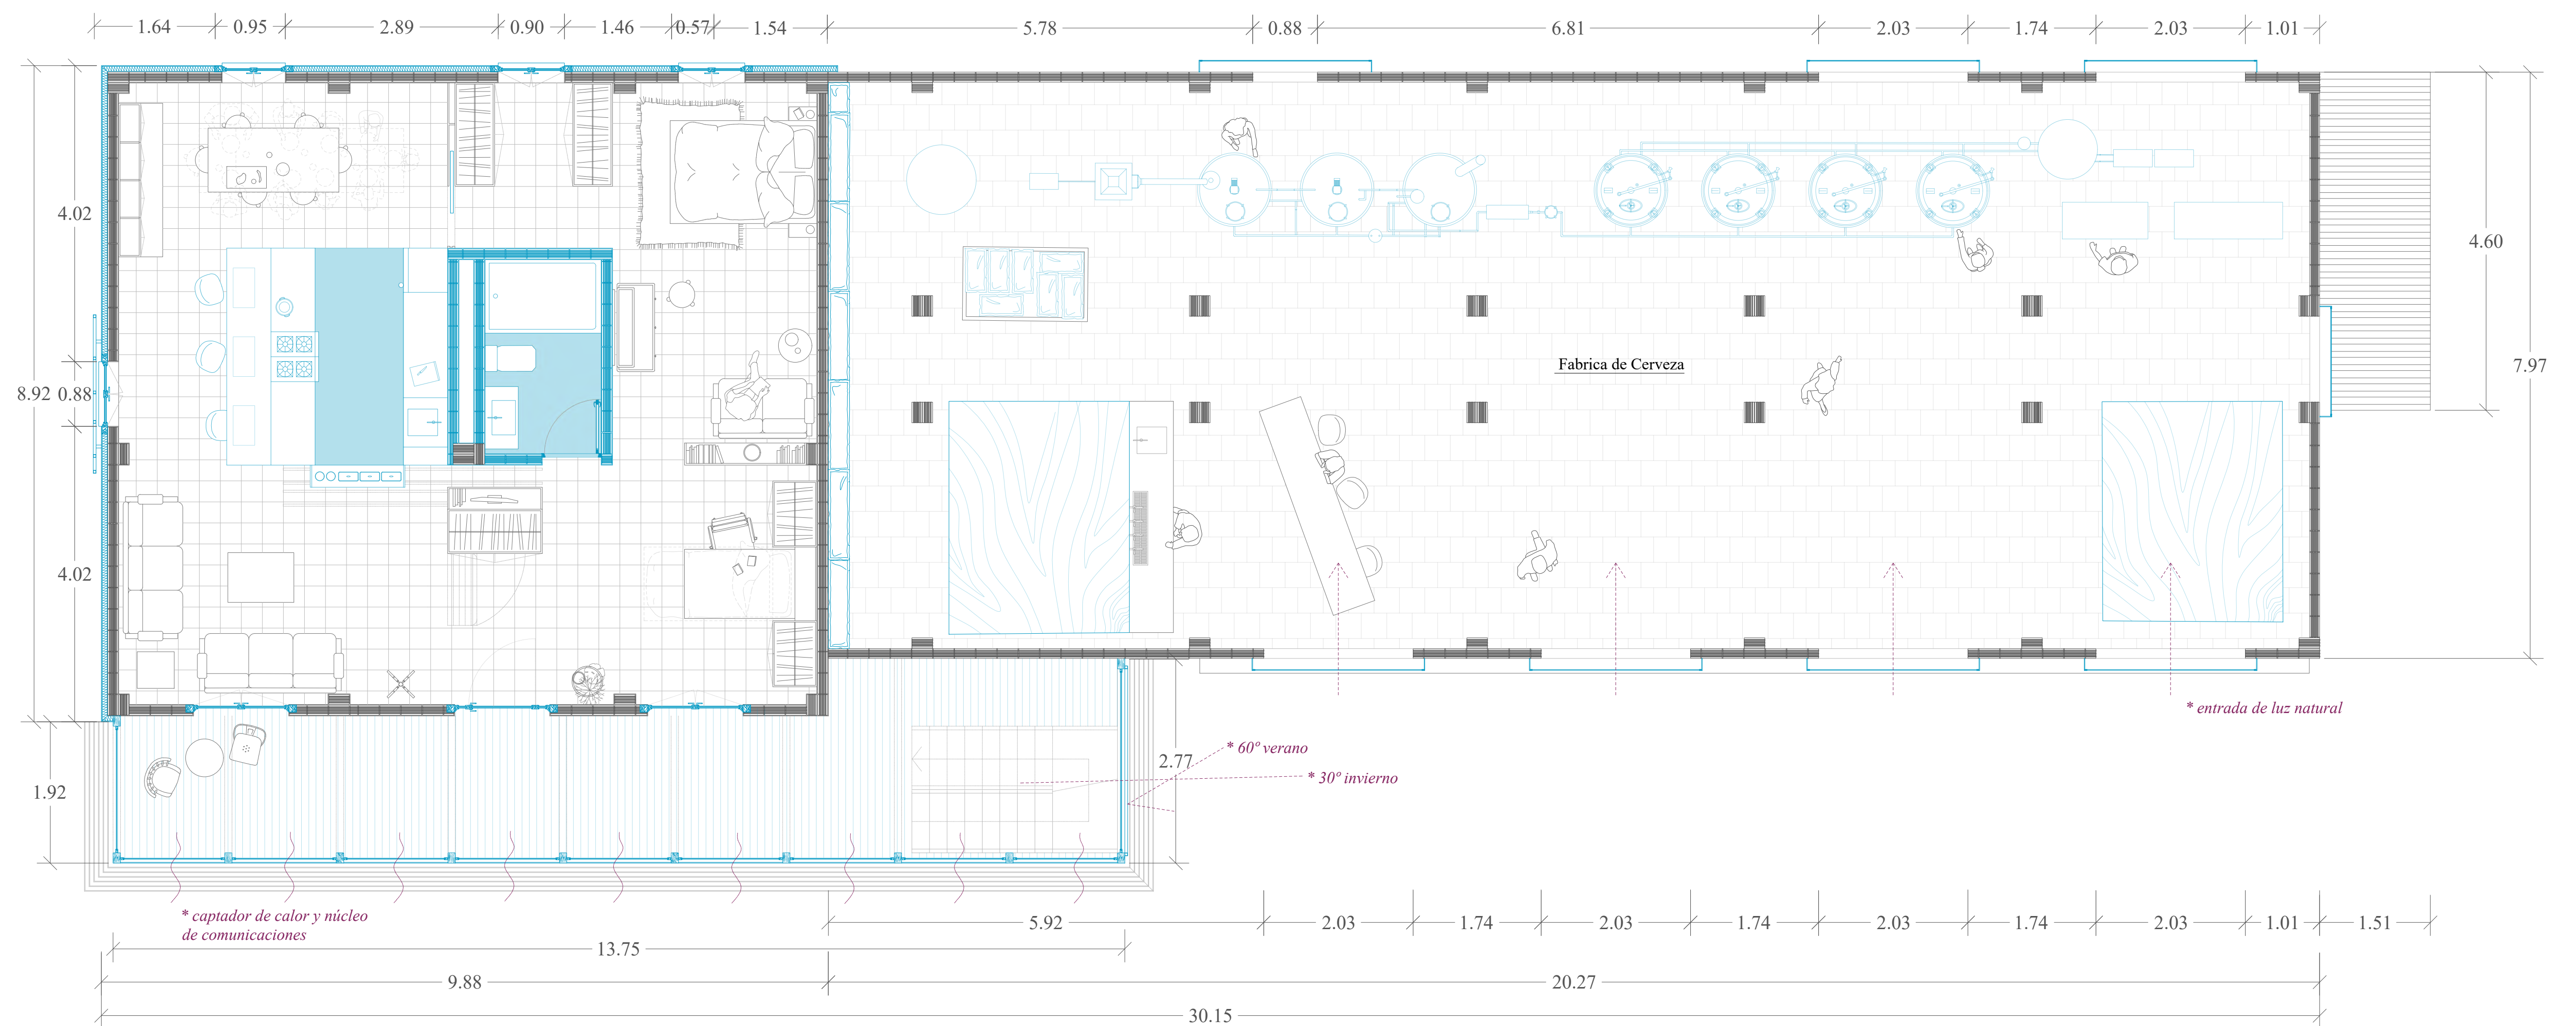 1.64 0.95 2.89 0.90 1.46 0.57 1.54 5.78 0.88 6.81 2.03 1.74 2.03 1.01
4.02
4.60
Fabrica de Cerveza
7.97
8.92 0.88
4.02
* entrada de luz natural
* 60º verano
2.77
* 30º invierno
1.92
* captador de calor y núcleo
de comunicaciones
5.92 2.03 1.74 2.03 1.74 2.03 1.74 2.03 1.01 1.51
13.75
9.88 20.27
30.15